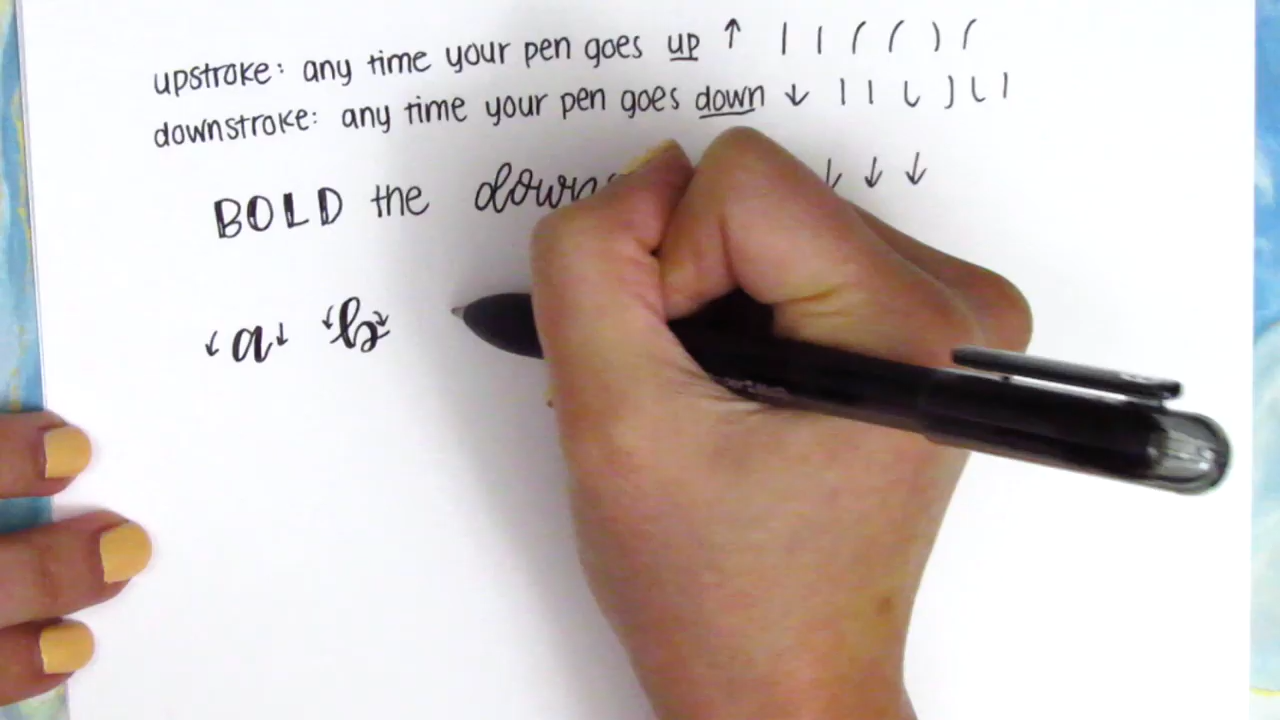 upstroke: any time your pen goes up ↑
downstroke: any time your pen goes down ↓
BOLD the
a b